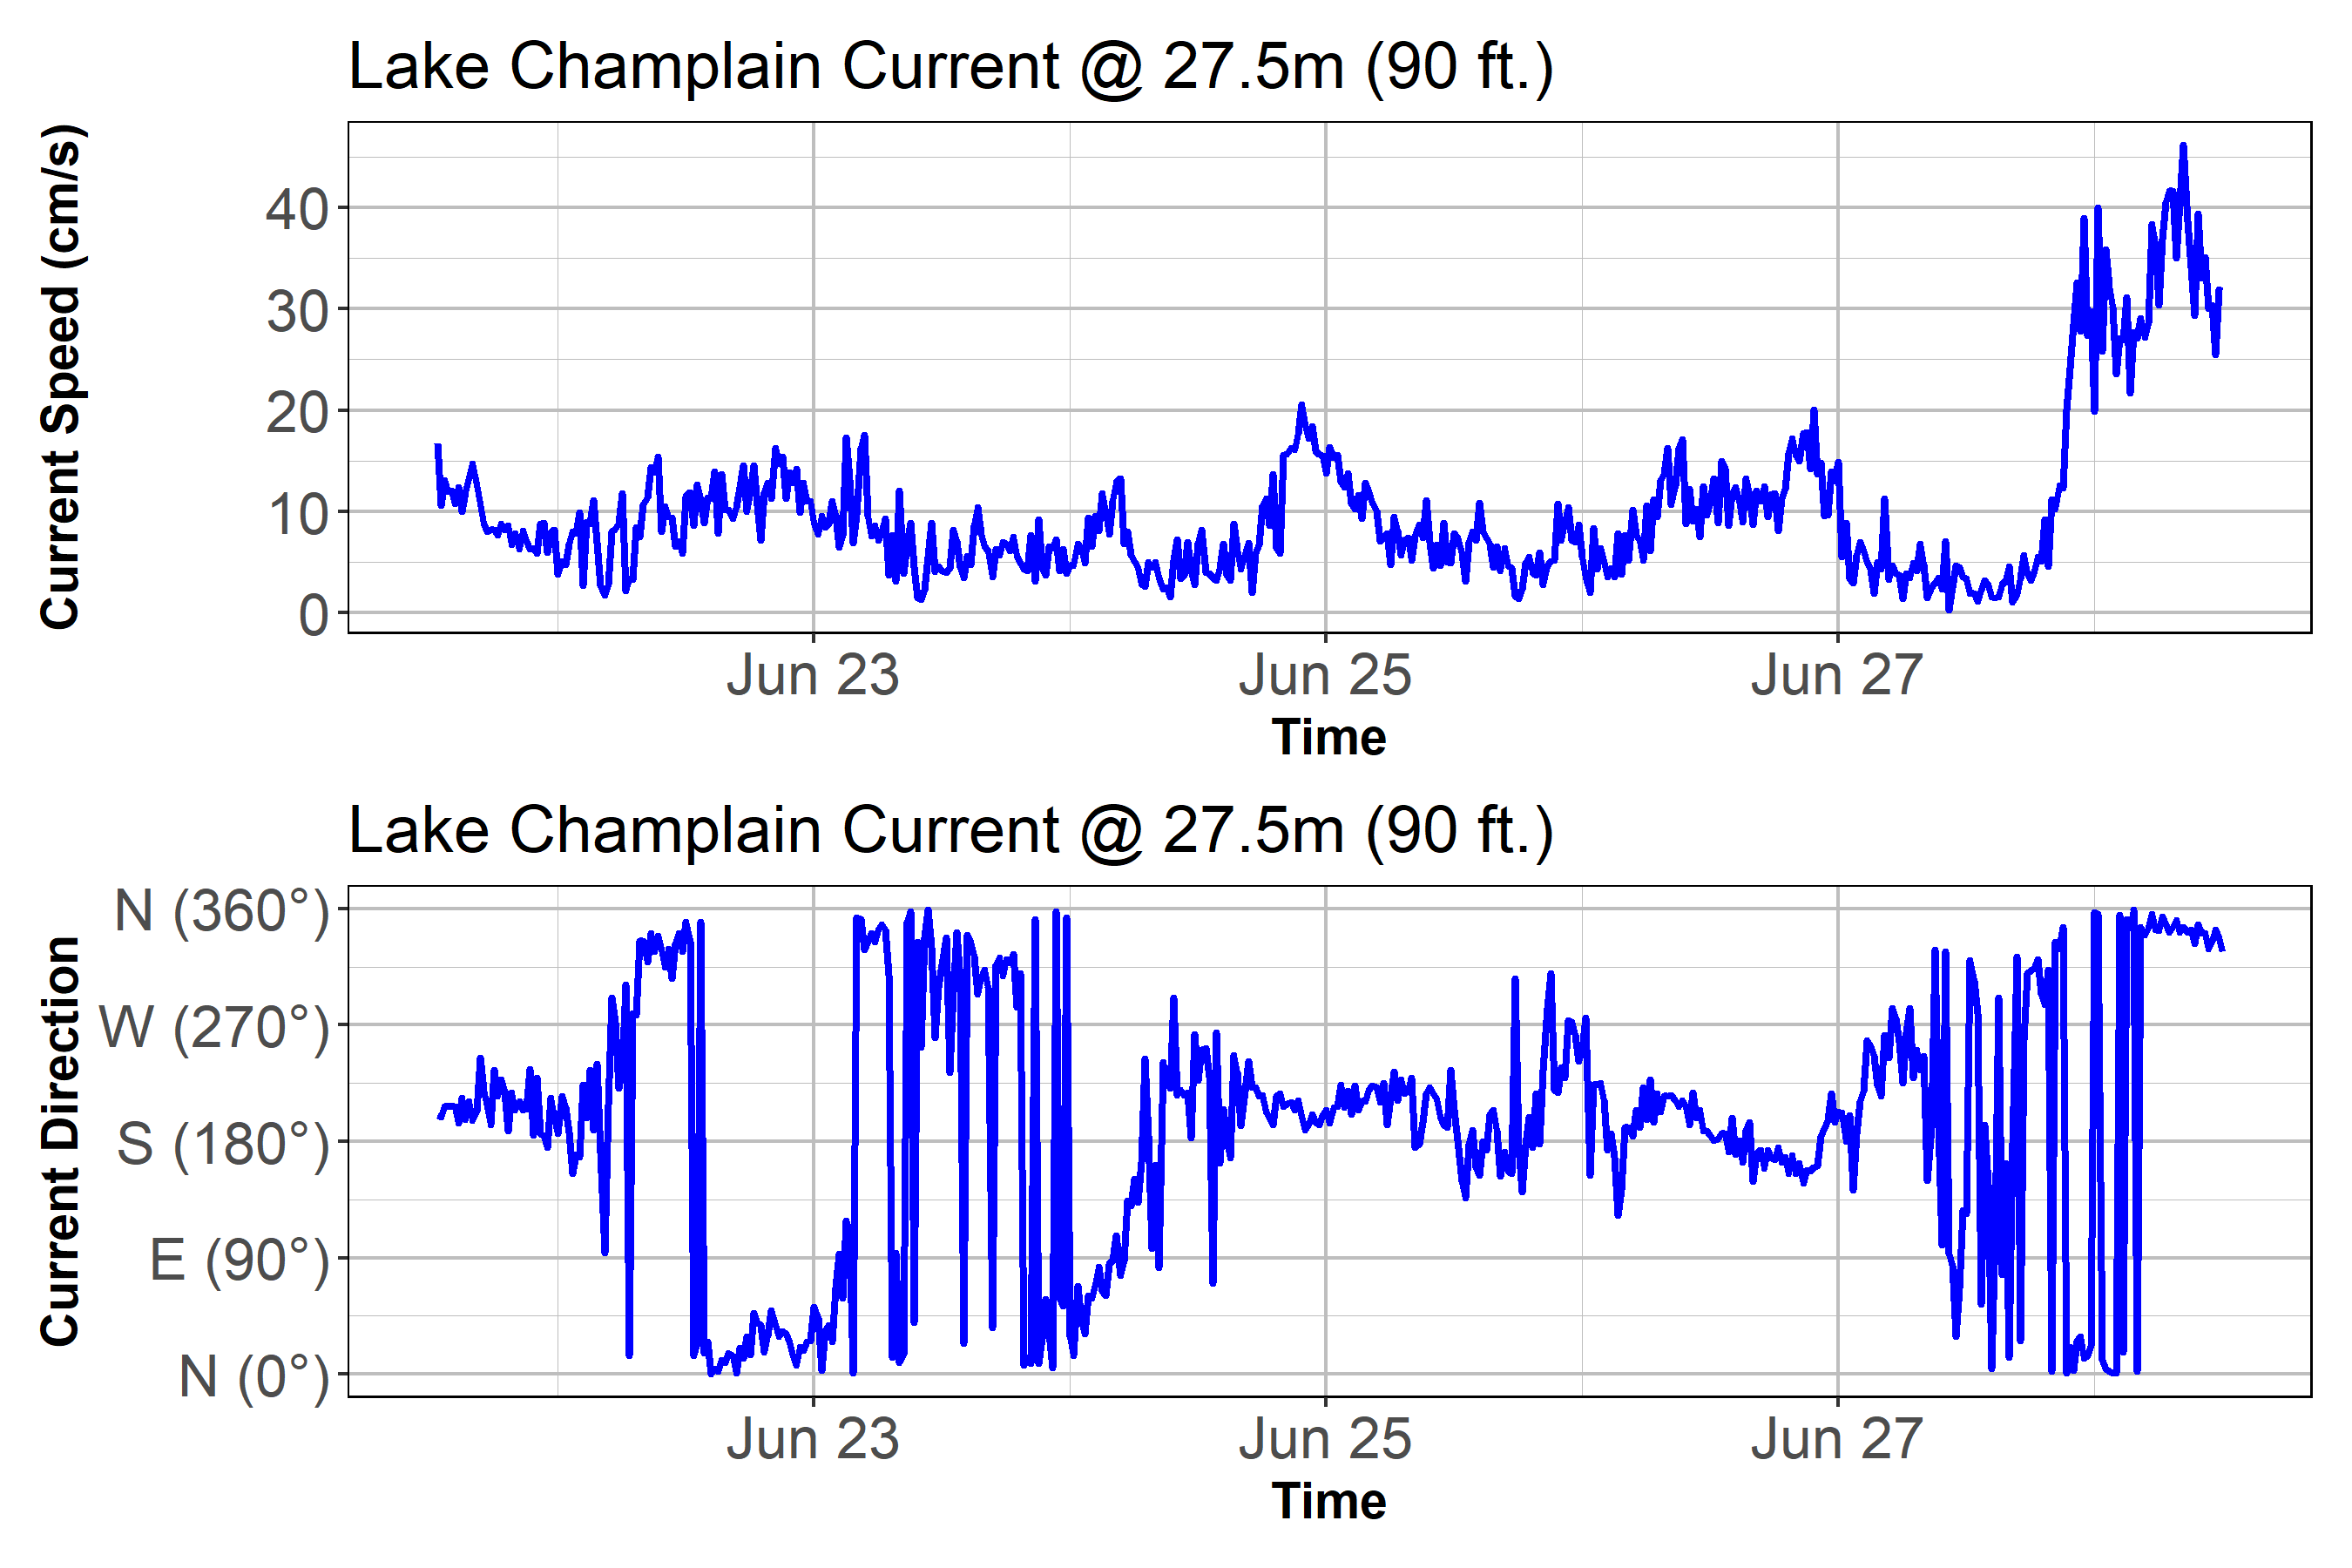 Lake Champlain Current @ 27.5m (90 ft.)
Current Speed (cm/s)
40
30
20
10
0
Jun 23
Jun 25
Jun 27
Time
Lake Champlain Current @ 27.5m (90 ft.)
Current Direction
N (360°)
W (270°)
S (180°)
E (90°)
N (0°)
Jun 23
Jun 25
Jun 27
Time